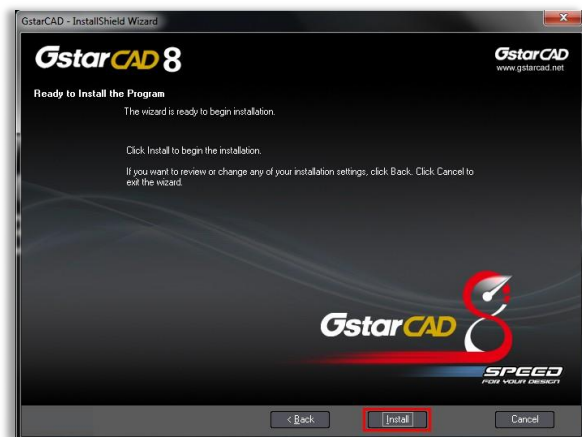 GstarCAD - InstallShield Wizard
GstarCAD 8
GstarCAD
www.gstarcad.net
Ready to Install the Program
The wizard is ready to begin installation.
Click Install to begin the installation.
If you want to review or change any of your installation settings, click Back. Click Cancel to
exit the wizard.
GstarCAD 8
SPEED
FOR YOUR DESIGN
< Back
Install
Cancel